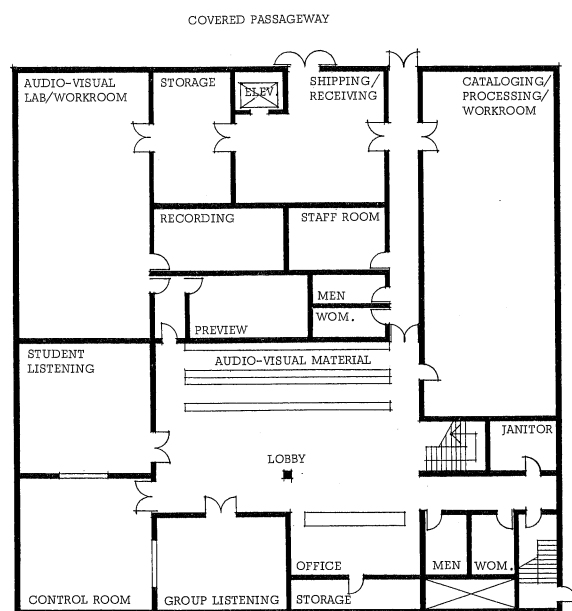 COVERED PASSAGEWAY
AUDIO-VISUAL
LAB/WORKROOM
STORAGE
ELEV.
SHIPPING/
RECEIVING
CATALOGING/
PROCESSING/
WORKROOM
RECORDING
STAFF ROOM
MEN
WOM.
PREVIEW
STUDENT
LISTENING
AUDIO-VISUAL MATERIAL
JANITOR
LOBBY
OFFICE
MEN
WOM.
CONTROL ROOM
GROUP LISTENING
STORAGE